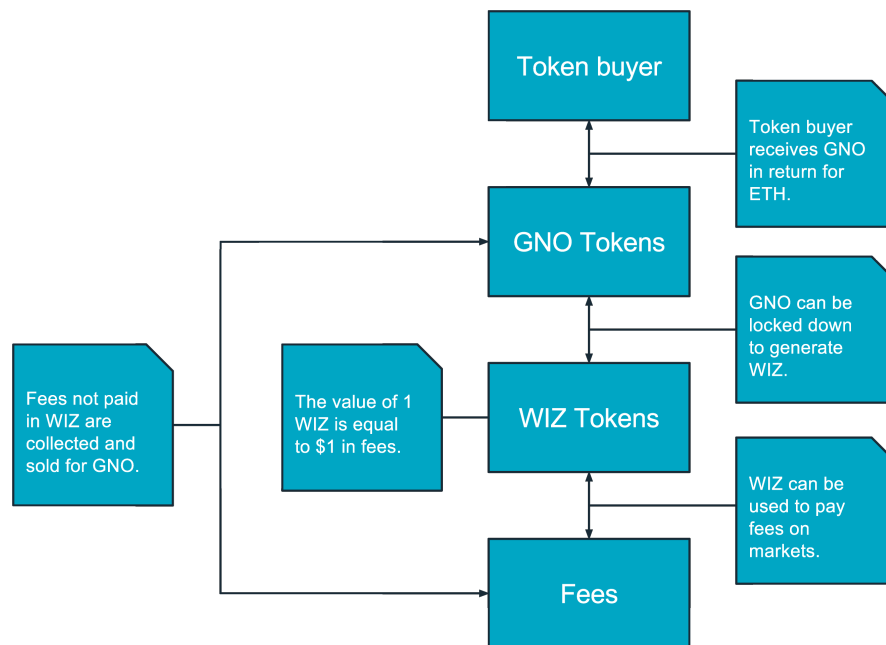 Token buyer
Token buyer
receives GNO
in return for
ETH.
GNO Tokens
GNO can be
locked down
to generate
WIZ.
Fees not paid
in WIZ are
collected and
sold for GNO.
The value of 1
WIZ is equal
to $1 in fees.
WIZ Tokens
WIZ can be
used to pay
fees on
markets.
Fees